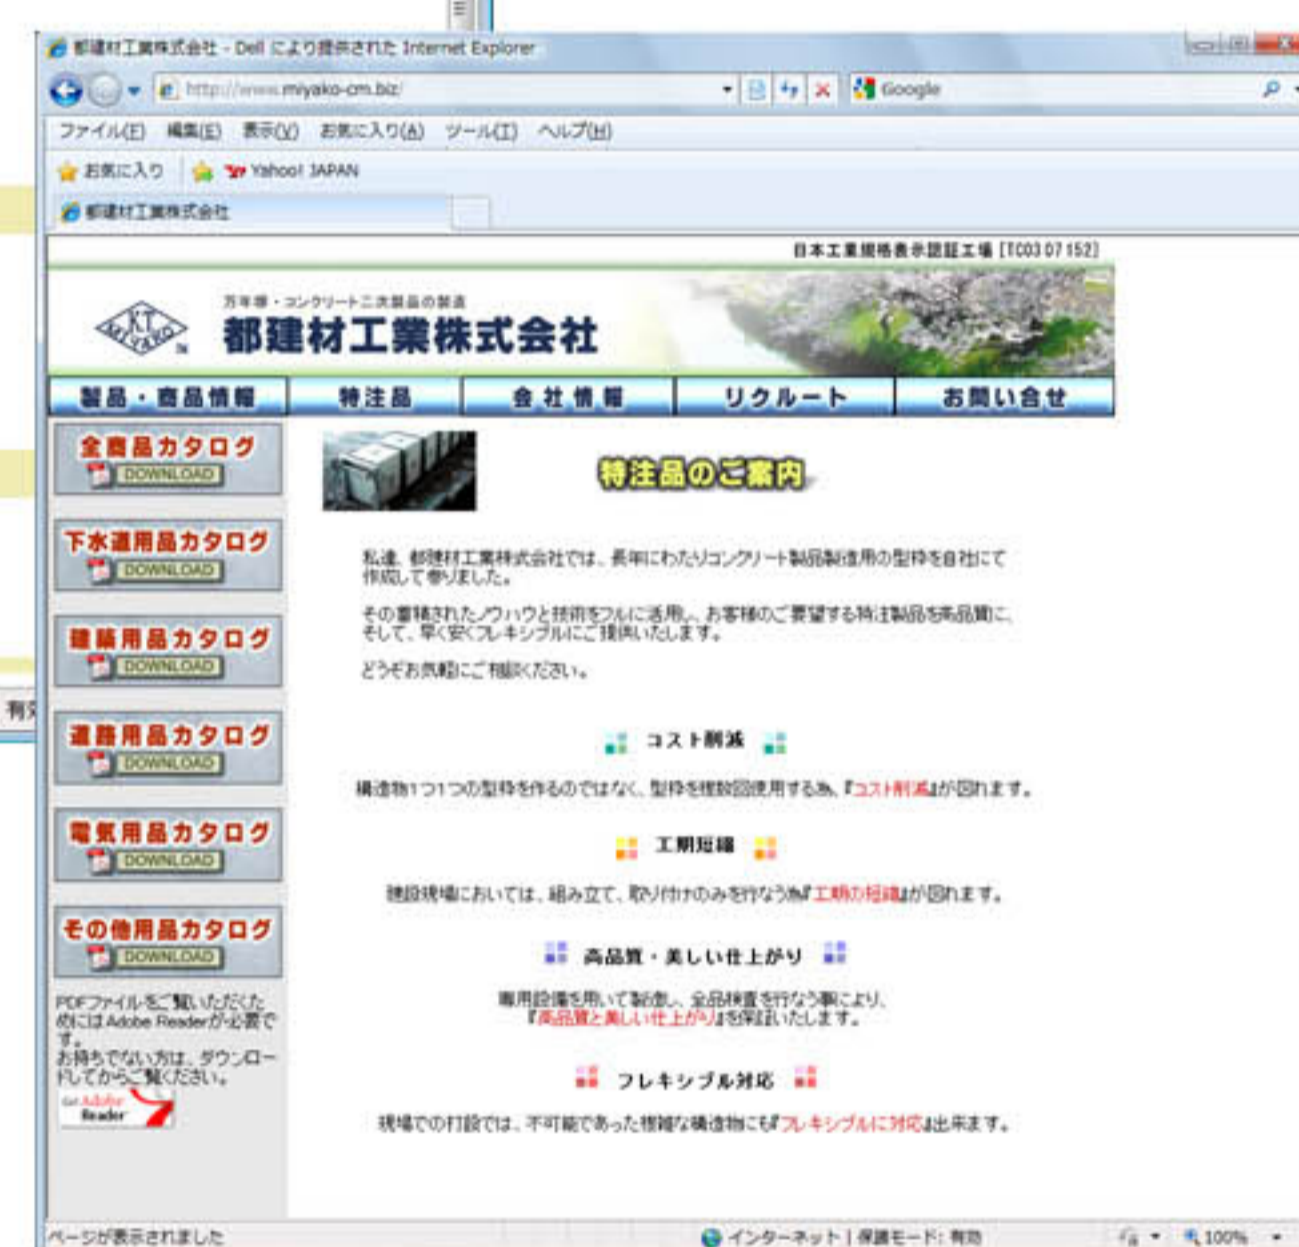 都建材工業株式会社 - Dell により提供された Internet Explorer
http://www.miyako-cm.biz/
Google
ファイル(F) 編集(E) 表示(V) お気に入り(A) ツール(T) ヘルプ(H)
お気に入り Yahoo! JAPAN
都建材工業株式会社
日本工業規格表示認証工場 [TC03 07 152]
万年塀・コンクリート二次製品の製造
KT
MIYAKO
都建材工業株式会社
製品・商品情報 特注品 会社情報 リクルート お問い合せ
全商品カタログ
DOWNLOAD
下水道用品カタログ
DOWNLOAD
建築用品カタログ
DOWNLOAD
道路用品カタログ
DOWNLOAD
電気用品カタログ
DOWNLOAD
その他用品カタログ
DOWNLOAD
PDFファイルをご覧いただくた
めにはAdobe Readerが必要で
す。
お持ちでない方は、ダウンロー
ドしてからご覧ください。
Get Adobe
Reader
特注品のご案内
私達、都建材工業株式会社では、長年にわたりコンクリート製品製造用の型枠を自社にて
作成して参りました。
その蓄積されたノウハウと技術をフルに活用し、お客様のご要望する特注製品を高品質に、
そして、早く安くフレキシブルにご提供いたします。
どうぞお気軽にご相談ください。
コスト削減
構造物1つ1つの型枠を作るのではなく、型枠を複数回使用する為、『コスト削減』が図れます。
工期短縮
建設現場においては、組み立て、取り付けのみを行なう為『工期の短縮』が図れます。
高品質・美しい仕上がり
専用設備を用いて製造し、全品検査を行なう事により、
『高品質と美しい仕上がり』を保証いたします。
フレキシブル対応
現場での打設では、不可能であった複雑な構造物にも『フレキシブルに対応』出来ます。
有効
ページが表示されました
インターネット | 保護モード: 有効
100%